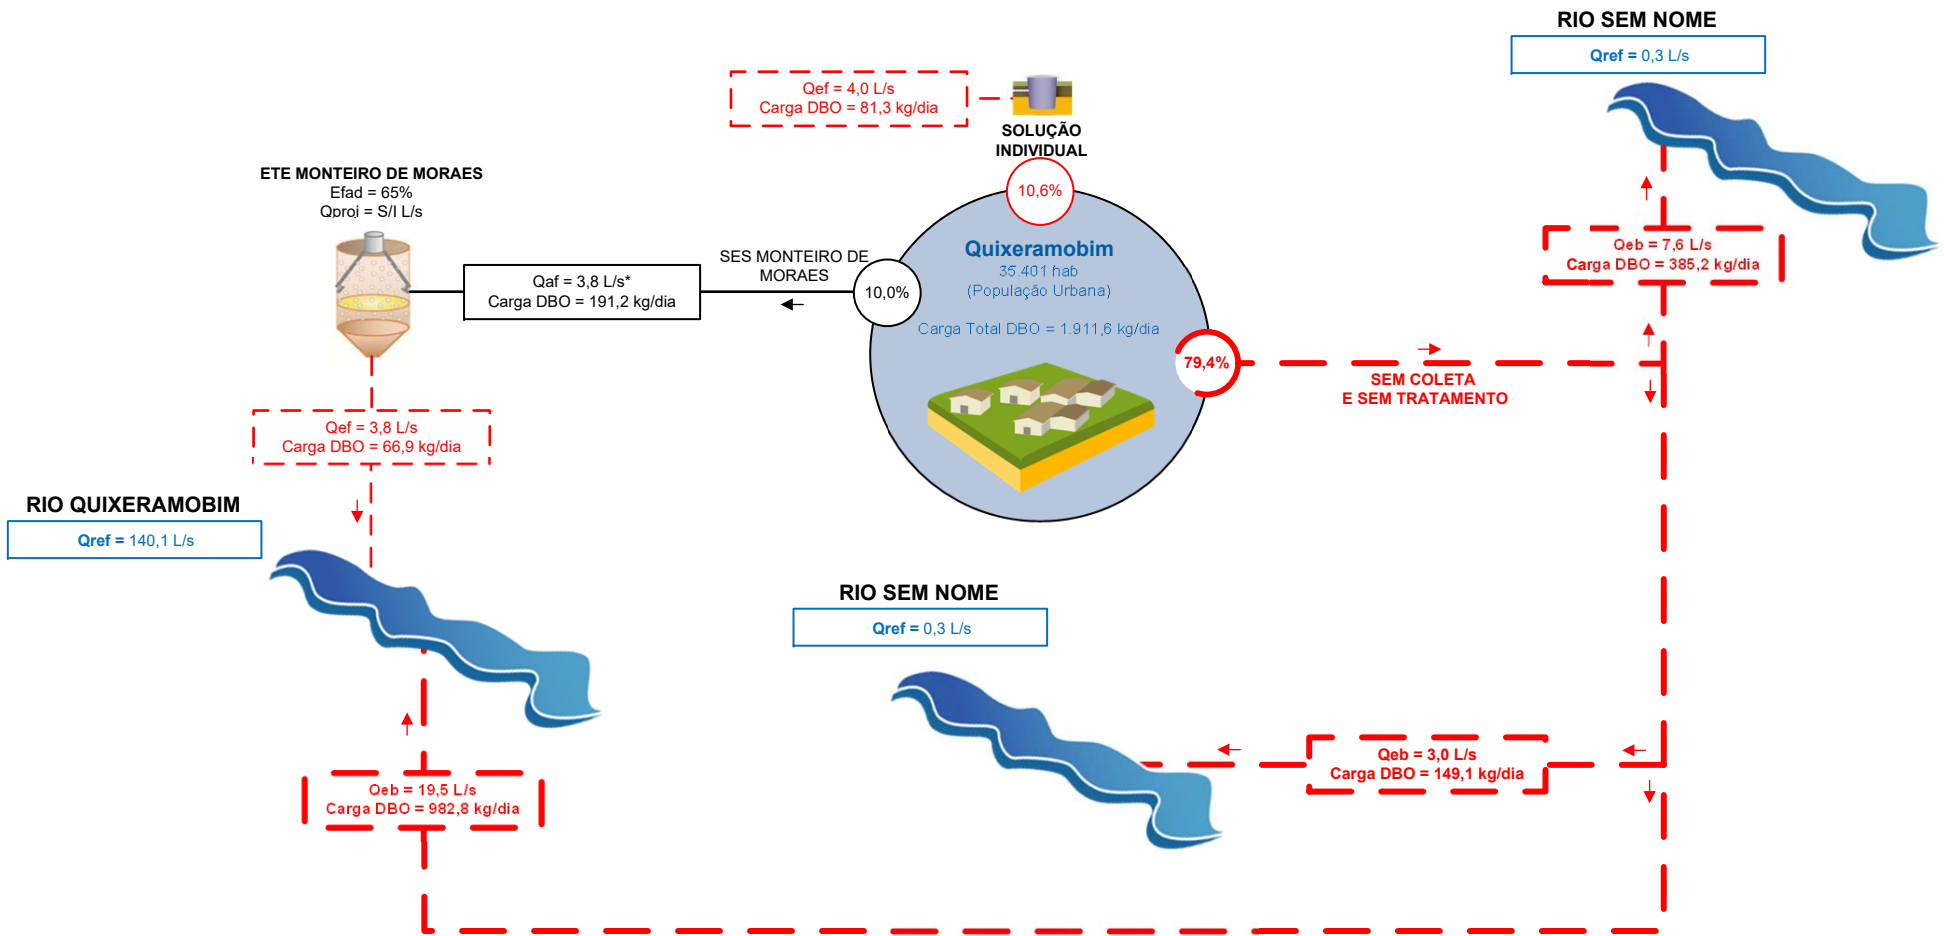 RIO SEM NOME
Qref = 0,3 L/s
Qef = 4,0 L/s
Carga DBO = 81,3 kg/dia
SOLUÇÃO
INDIVIDUAL
10,6%
ETE MONTEIRO DE MORAES
Efad = 65%
Qproj = S/I L/s
SES MONTEIRO DE
MORAES
Qaf = 3,8 L/s*
Carga DBO = 191,2 kg/dia
10,0%
Quixeramobim
35.401 hab
(População Urbana)
Carga Total DBO = 1.911,6 kg/dia
79,4%
SEM COLETA
E SEM TRATAMENTO
Qeb = 7,6 L/s
Carga DBO = 385,2 kg/dia
Qef = 3,8 L/s
Carga DBO = 66,9 kg/dia
RIO QUIXERAMOBIM
Qref = 140,1 L/s
RIO SEM NOME
Qref = 0,3 L/s
Qeb = 3,0 L/s
Carga DBO = 149,1 kg/dia
Qeb = 19,5 L/s
Carga DBO = 982,8 kg/dia